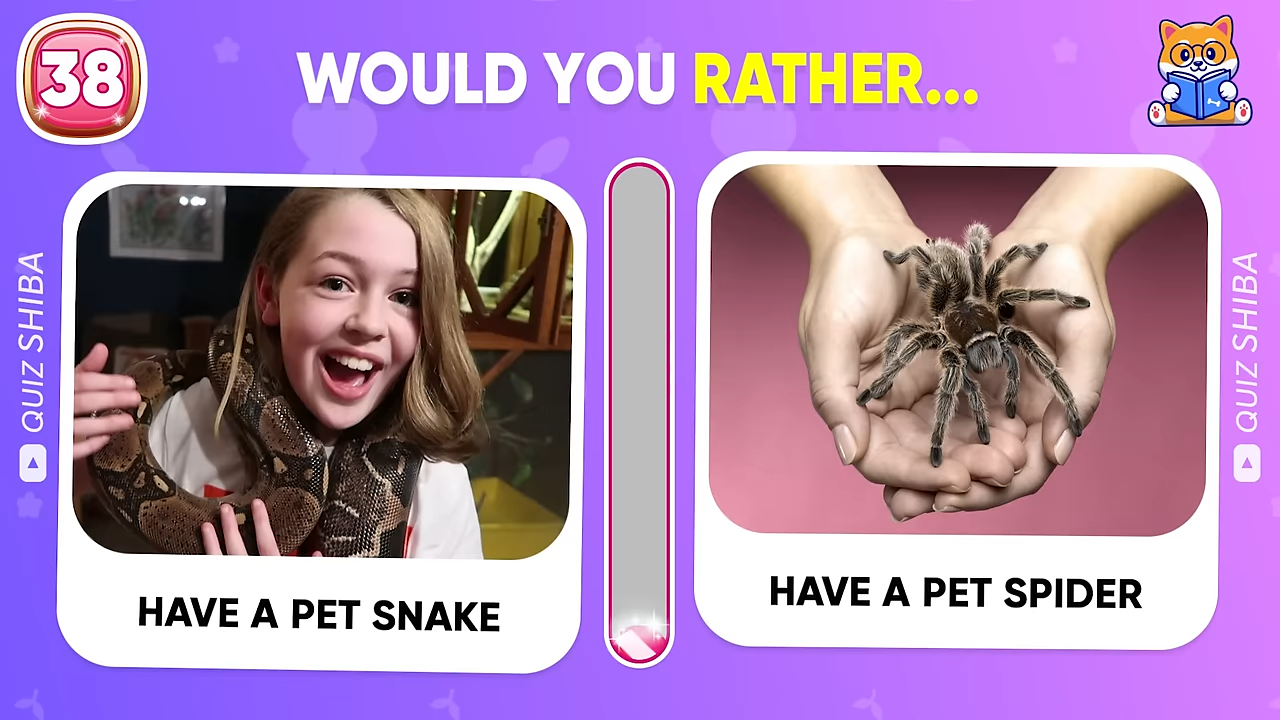 38
WOULD YOU RATHER...
QUIZ SHIBA
HAVE A PET SNAKE
HAVE A PET SPIDER
QUIZ SHIBA